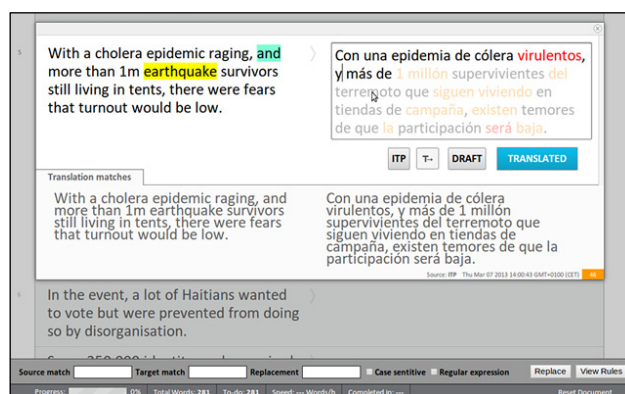 S
With a cholera epidemic raging, and
more than 1m earthquake survivors
still living in tents, there were fears
that turnout would be low.
Con una epidemia de cólera virulentos,
y más de 1 millón supervivientes del
terremoto que siguen viviendo en
tiendas de campaña, existen temores
de que la participación será baja.
ITP T→ DRAFT TRANSLATED
Translation matches
With a cholera epidemic raging, and
more than 1m earthquake survivors
still living in tents, there were fears
that turnout would be low.
Con una epidemia de cólera
virulentos, y más de 1 millón
supervivientes del terremoto que
siguen viviendo en tiendas de
campaña, existen temores de que la
participación será baja.
Source: ITP Thu Mar 07 2013 14:00:43 GMT+0100 (CET)
S
In the event, a lot of Haitians wanted
to vote but were prevented from doing
so by disorganisation.
Source match Target match Replacement Case sentitive Regular expression Replace View Rules
Progress: 0% Total Words: 281 To-do: 281 Speed: --- Words/h Completed in: --- Reset Document